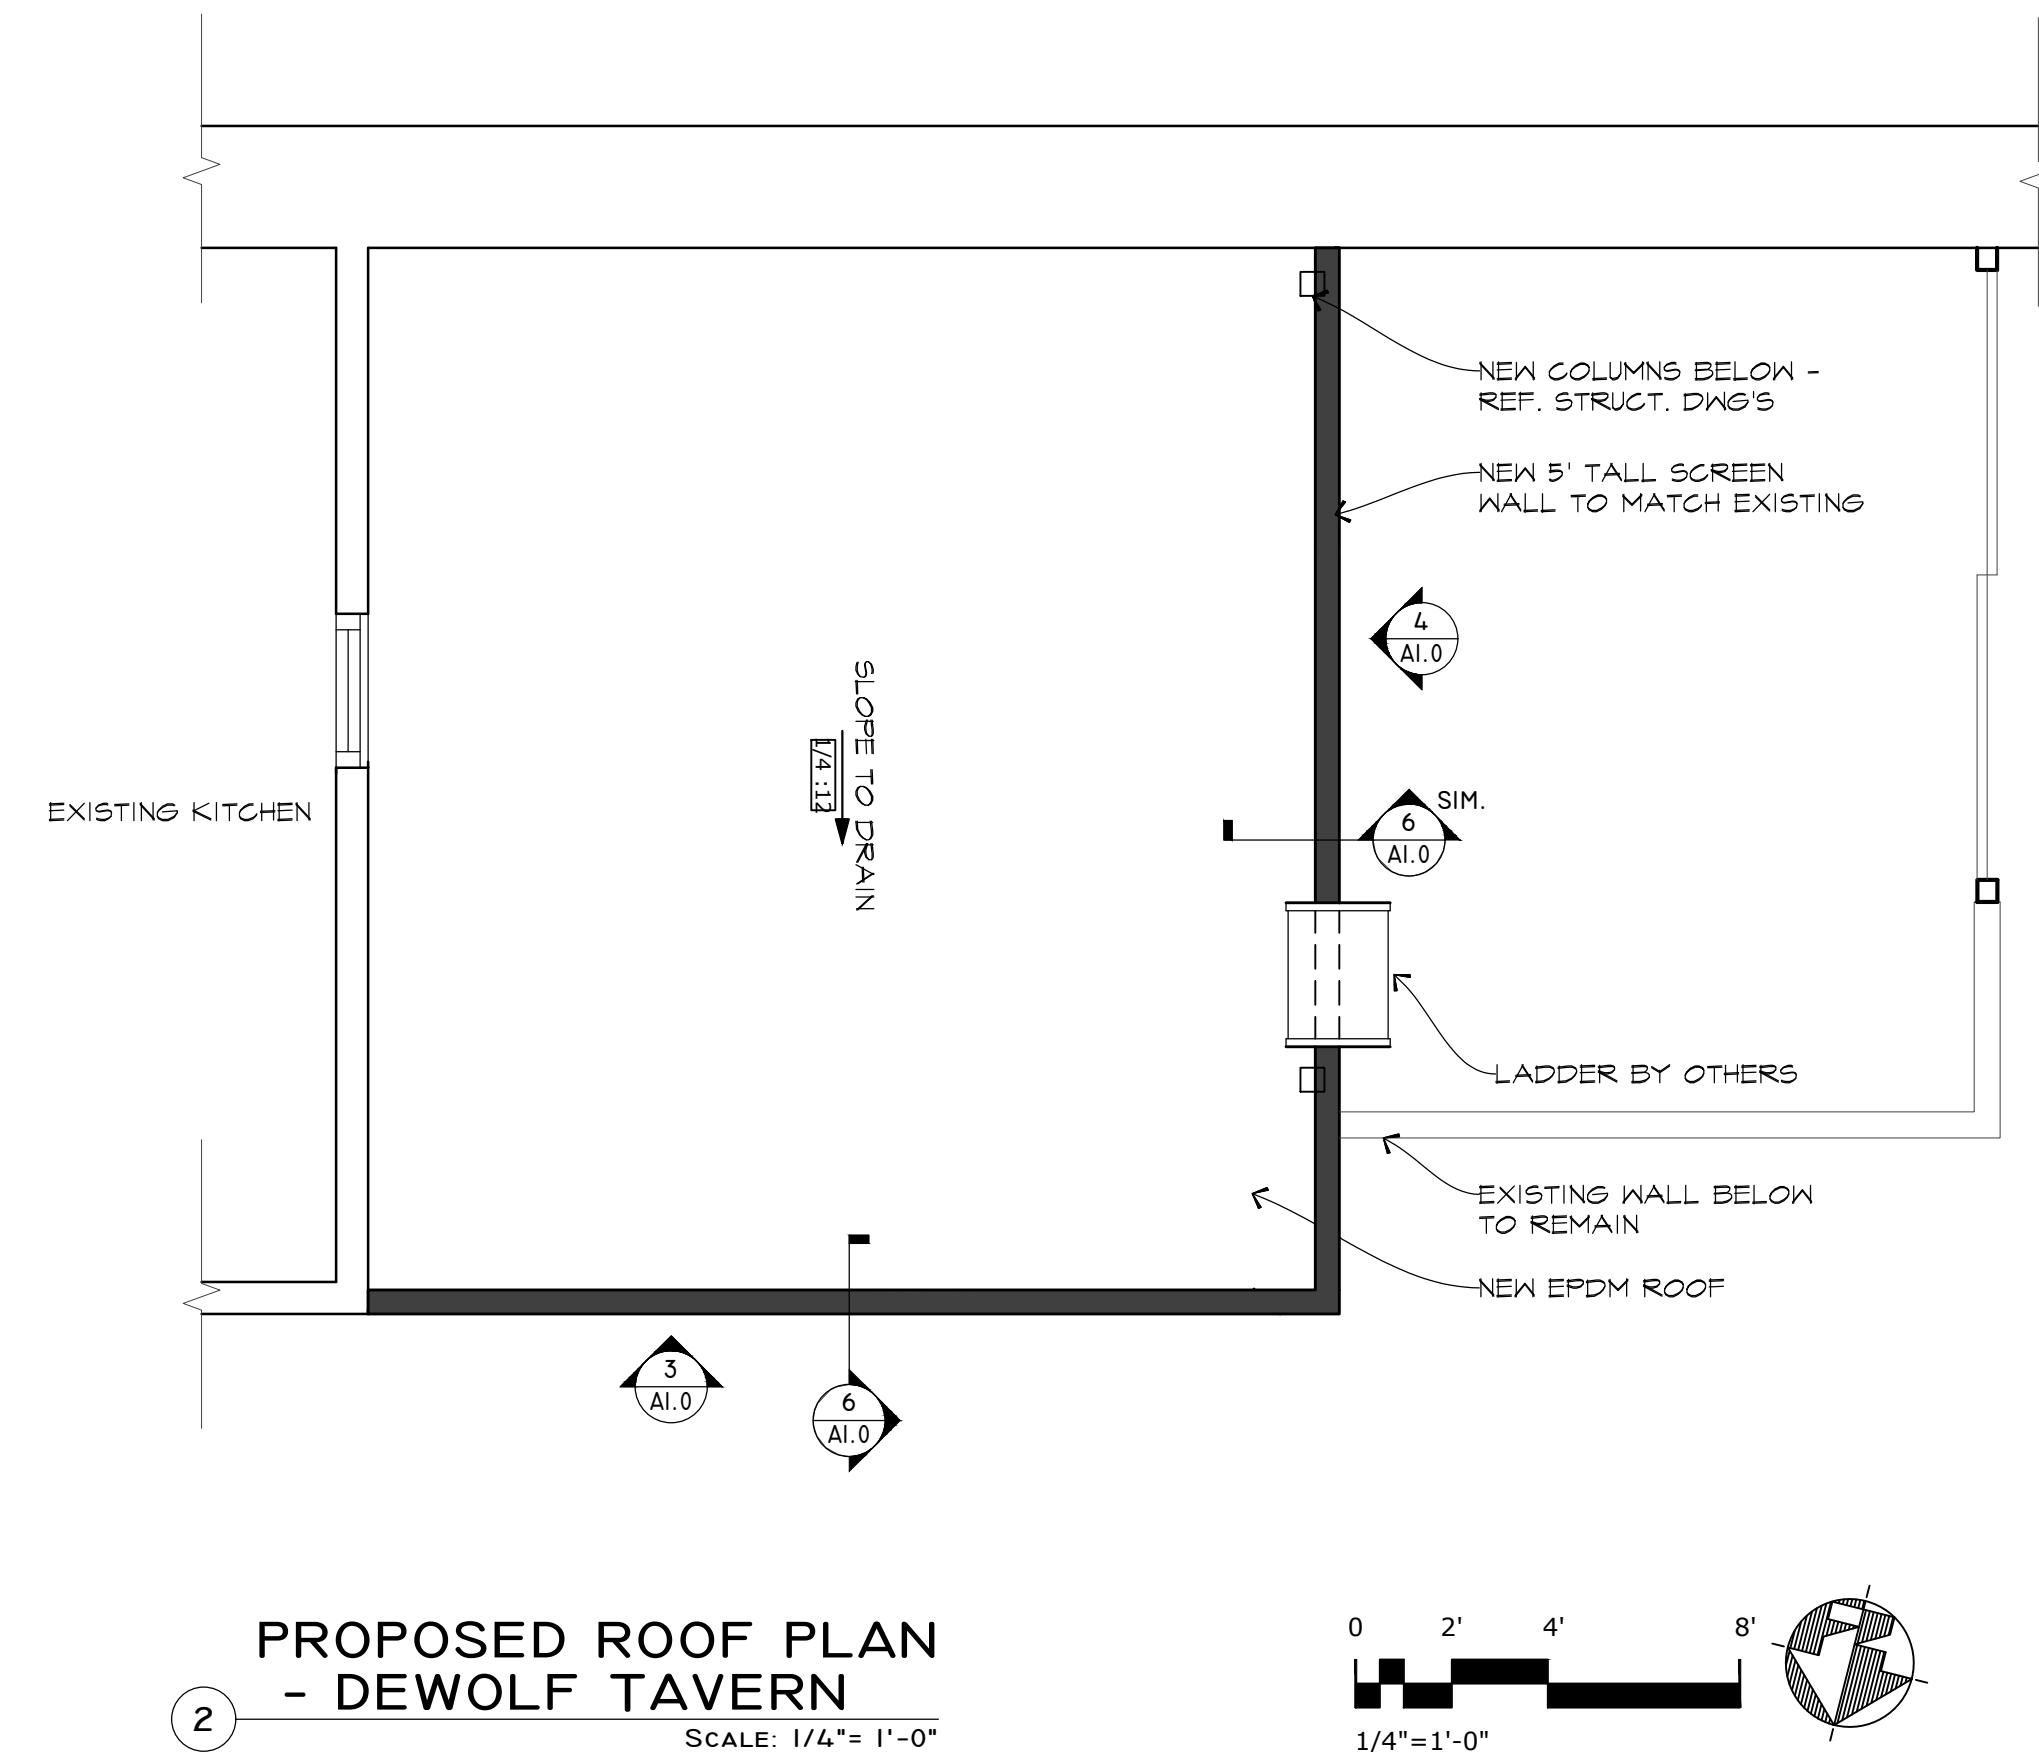 NEW COLUMNS BELOW -
REF. STRUCT. DWG'S
NEW 5' TALL SCREEN
WALL TO MATCH EXISTING
4
A1.0
SLOPE TO DRAIN
1/4 :12
EXISTING KITCHEN
SIM.
6
A1.0
LADDER BY OTHERS
EXISTING WALL BELOW
TO REMAIN
NEW EPDM ROOF
3
A1.0
6
A1.0
PROPOSED ROOF PLAN
- DEWOLF TAVERN
2
SCALE: 1/4"= 1'-0"
0 2' 4' 8'
1/4"=1'-0"